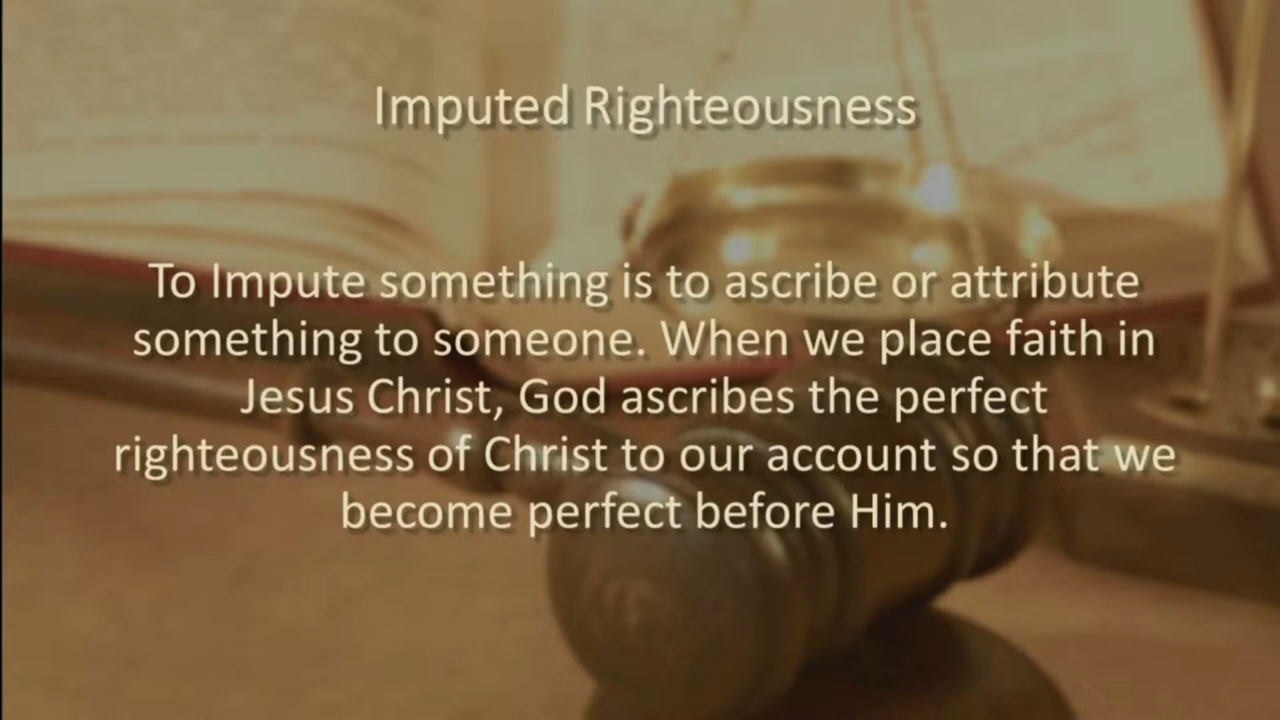 Imputed Righteousness
To Impute something is to ascribe or attribute
something to someone. When we place faith in
Jesus Christ, God ascribes the perfect
righteousness of Christ to our account so that we
become perfect before Him.